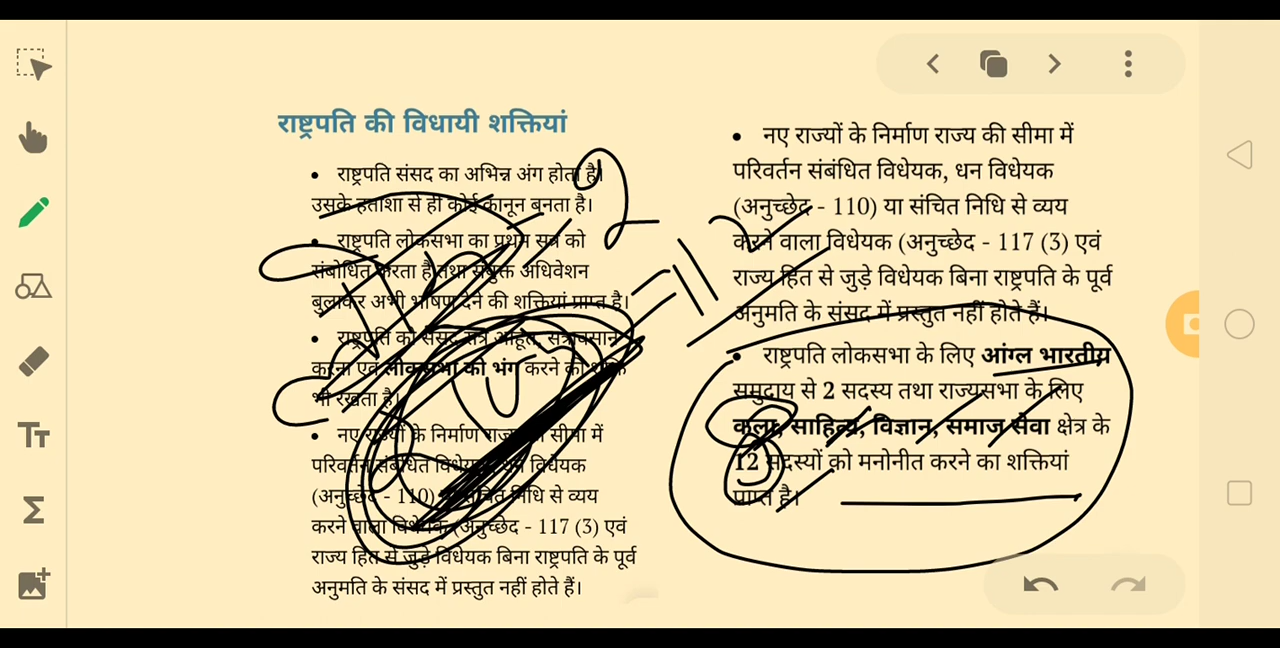 राष्ट्रपति की विधायी शक्तियां
• राष्ट्रपति संसद का अभिन्न अंग होता है।
उसके हताशा से ही कोई कानून बनता है।
• राष्ट्रपति लोकसभा का प्रथम सत्र को
संबोधित करता है तथा संयुक्त अधिवेशन
बुलाकर अभी भाषण देने की शक्तियां प्राप्त है।
• राष्ट्रपति को संसद सत्र आहूत, सत्रावसान
करना एवं लोकसभा को भंग करने की शक्ति
भी रखता है।
• नए राज्यों के निर्माण राज्य की सीमा में
परिवर्तन संबंधित विधेयक, धन विधेयक
(अनुच्छेद - 110) या संचित निधि से व्यय
करने वाला विधेयक (अनुच्छेद - 117 (3) एवं
राज्य हित से जुड़े विधेयक बिना राष्ट्रपति के पूर्व
अनुमति के संसद में प्रस्तुत नहीं होते हैं।
• नए राज्यों के निर्माण राज्य की सीमा में
परिवर्तन संबंधित विधेयक, धन विधेयक
(अनुच्छेद - 110) या संचित निधि से व्यय
करने वाला विधेयक (अनुच्छेद - 117 (3) एवं
राज्य हित से जुड़े विधेयक बिना राष्ट्रपति के पूर्व
अनुमति के संसद में प्रस्तुत नहीं होते हैं।
• राष्ट्रपति लोकसभा के लिए आंग्ल भारतीय
समुदाय से 2 सदस्य तथा राज्यसभा के लिए
कला, साहित्य, विज्ञान, समाज सेवा क्षेत्र के
12 सदस्यों को मनोनीत करने का शक्तियां
प्राप्त है।